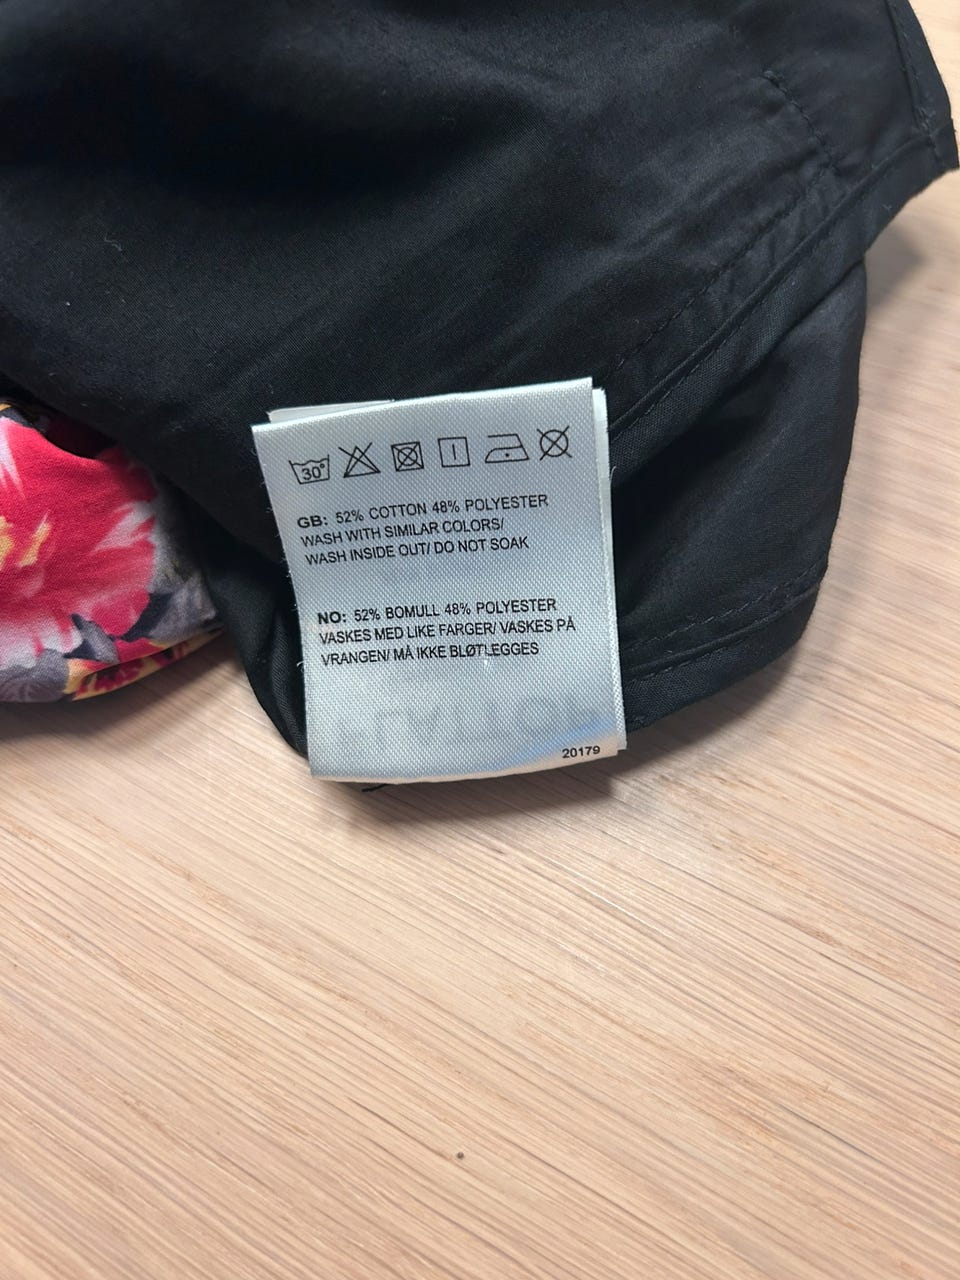 30°
GB: 52% COTTON 48% POLYESTER
WASH WITH SIMILAR COLORS/
WASH INSIDE OUT/ DO NOT SOAK
NO: 52% BOMULL 48% POLYESTER
VASKES MED LIKE FARGER/ VASKES PÅ
VRANGEN/ MÅ IKKE BLØTLEGGES
20179